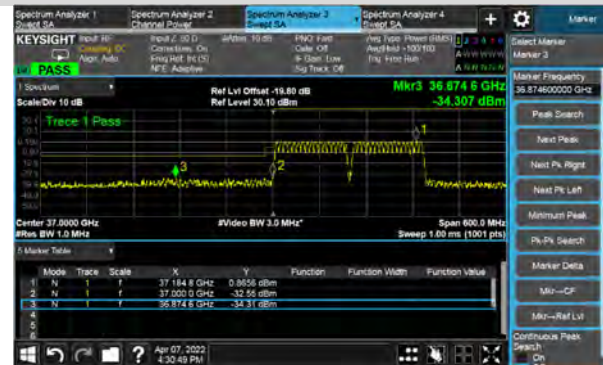 Spectrum Analyzer 1
Swept SA
Spectrum Analyzer 2
Channel Power
Spectrum Analyzer 3
Swept SA
Spectrum Analyzer 4
Swept SA
+
Marker
KEYSIGHT
Input: RF
Coupling: DC
Align: Auto
Input Z: 50 Ω
Corrections: On
Freq Ref: Int (S)
NFE: Adaptive
#Atten: 10 dB
PNO: Fast
Gate: Off
IF Gain: Low
Sig Track: Off
Avg Type: Power (RMS)
Avg|Hold: >100/100
Trig: Free Run
PASS
Select Marker
Marker 3
Marker Frequency
36.874600000 GHz
Peak Search
Next Peak
Next Pk Right
Next Pk Left
Minimum Peak
Pk-Pk Search
Marker Delta
Mkr→CF
Mkr→Ref Lvl
Continuous Peak
Search
On
1 Spectrum
Scale/Div 10 dB
Ref Lvl Offset -19.80 dB
Ref Level 30.10 dBm
Mkr3 36.674 6 GHz
-34.307 dBm
Trace 1 Pass
1
2
3
Center 37.0000 GHz
#Res BW 1.0 MHz
#Video BW 3.0 MHz*
Span 600.0 MHz
Sweep 1.00 ms (1001 pts)
5 Marker Table
Mode Trace Scale X Y Function Function Width Function Value
1 N 1 f 37.184 8 GHz 0.8656 dBm
2 N 1 f 37.000 0 GHz -32.56 dBm
3 N 1 f 36.874 6 GHz -34.31 dBm
4
5
6
Apr 07, 2022
4:30:49 PM